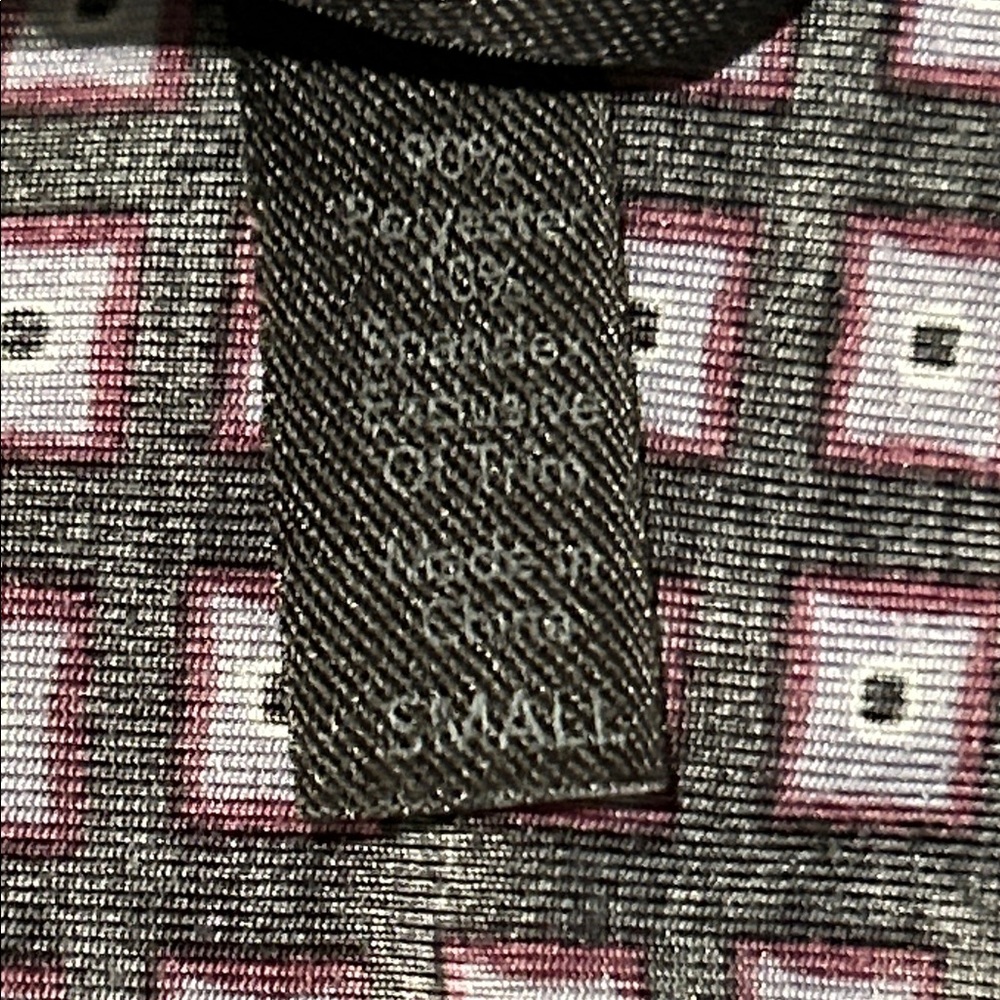 90%
Polyester
10%
Spandex
Exclusive
Of Trim
Made in
China
SMALL